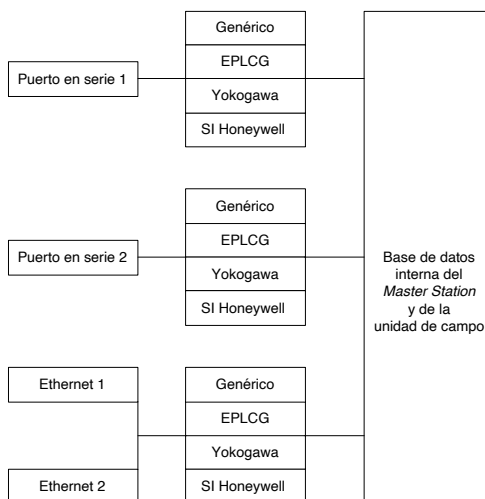 Genérico
EPLCG
Puerto en serie 1
Yokogawa
SI Honeywell
Genérico
EPLCG
Puerto en serie 2
Yokogawa
SI Honeywell
Base de datos
interna del
Master Station
y de la
unidad de campo
Ethernet 1
Genérico
EPLCG
Yokogawa
Ethernet 2
SI Honeywell